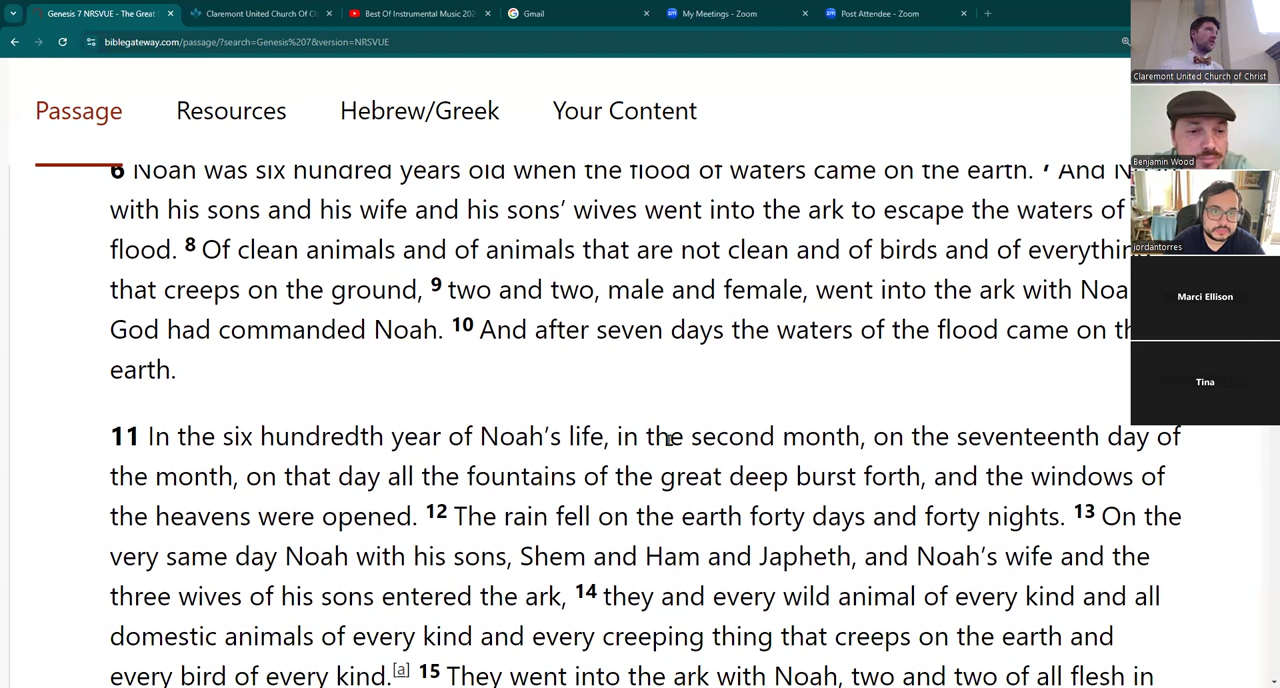 Genesis 7 NRSVUE - The Great
Claremont United Church Of C
Best Of Instrumental Music 202
Gmail
My Meetings - Zoom
Post Attendee - Zoom
biblegateway.com/passage/?search=Genesis%207&version=NRSVUE
Passage
Resources
Hebrew/Greek
Your Content
6 Noah was six hundred years old when the flood of waters came on the earth. 7 And
with his sons and his wife and his sons’ wives went into the ark to escape the waters of
flood. 8 Of clean animals and of animals that are not clean and of birds and of everythin
that creeps on the ground, 9 two and two, male and female, went into the ark with Noa
God had commanded Noah. 10 And after seven days the waters of the flood came on th
earth.
11 In the six hundredth year of Noah’s life, in the second month, on the seventeenth day of
the month, on that day all the fountains of the great deep burst forth, and the windows of
the heavens were opened. 12 The rain fell on the earth forty days and forty nights. 13 On the
very same day Noah with his sons, Shem and Ham and Japheth, and Noah’s wife and the
three wives of his sons entered the ark, 14 they and every wild animal of every kind and all
domestic animals of every kind and every creeping thing that creeps on the earth and
every bird of every kind.[a] 15 They went into the ark with Noah, two and two of all flesh in
Claremont United Church of Christ
Benjamin Wood
jordantorres
Marci Ellison
Tina